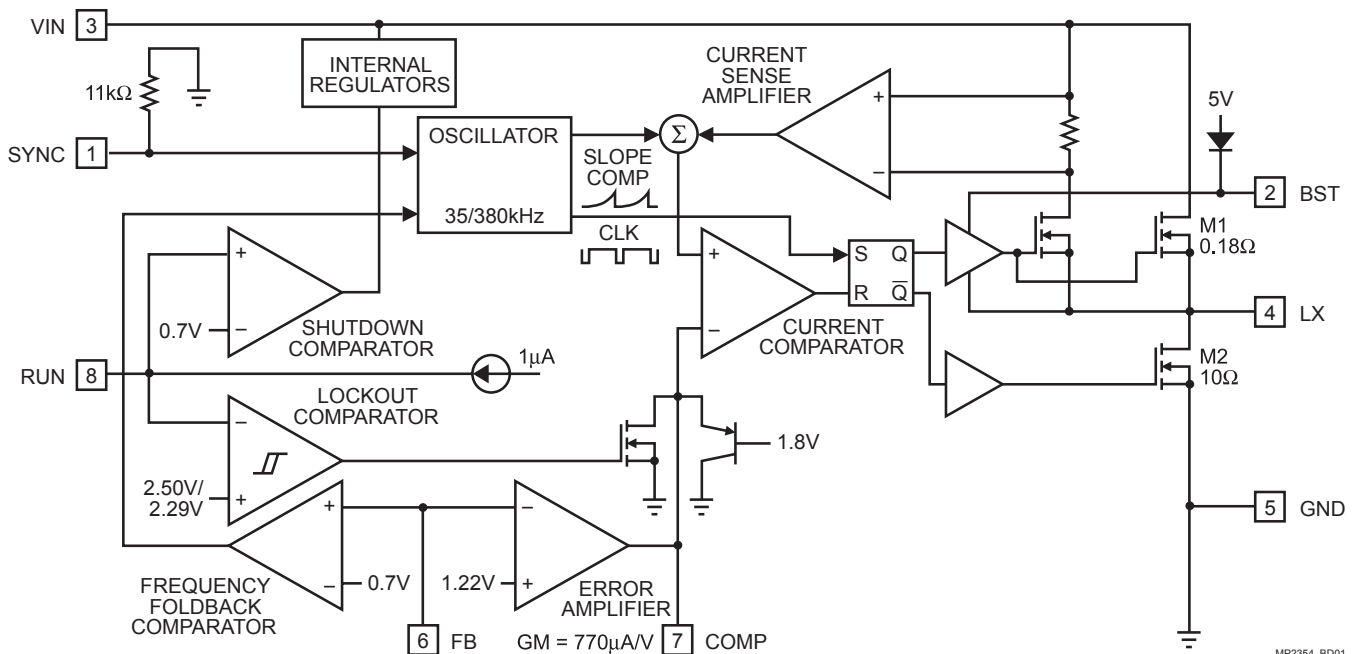 VIN 3
INTERNAL
REGULATORS
CURRENT
SENSE
AMPLIFIER
+
−
11kΩ
5V
SYNC 1
OSCILLATOR
35/380kHz
Σ
SLOPE
COMP
CLK
2 BST
M1
0.18Ω
+
−
0.7V
SHUTDOWN
COMPARATOR
+
−
CURRENT
COMPARATOR
S Q
R Q̅
4 LX
M2
10Ω
RUN 8
1μA
LOCKOUT
COMPARATOR
−
+
2.50V/
2.29V
1.8V
+
−
0.7V
FREQUENCY
FOLDBACK
COMPARATOR
−
+
1.22V
ERROR
AMPLIFIER
5 GND
6 FB
GM = 770μA/V
7 COMP
MP2354_BD01